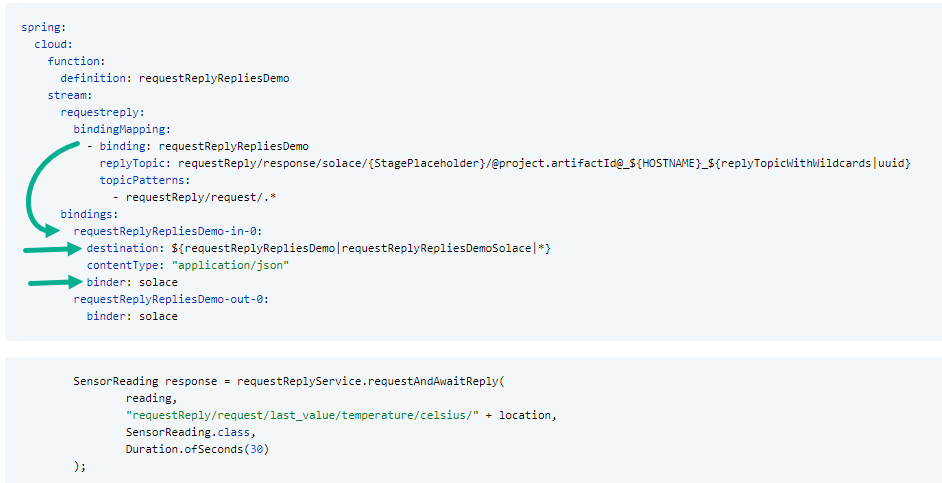 spring:
cloud:
function:
definition: requestReplyRepliesDemo
stream:
requestreply:
bindingMapping:
- binding: requestReplyRepliesDemo
replyTopic: requestReply/response/solace/{StagePlaceholder}/@project.artifactId@_${HOSTNAME}_${replyTopicWithWildcards|uuid}
topicPatterns:
- requestReply/request/.*
bindings:
requestReplyRepliesDemo-in-0:
destination: ${requestReplyRepliesDemo|requestReplyRepliesDemoSolace|*}
contentType: "application/json"
binder: solace
requestReplyRepliesDemo-out-0:
binder: solace
SensorReading response = requestReplyService.requestAndAwaitReply(
reading,
"requestReply/request/last_value/temperature/celsius/" + location,
SensorReading.class,
Duration.ofSeconds(30)
);